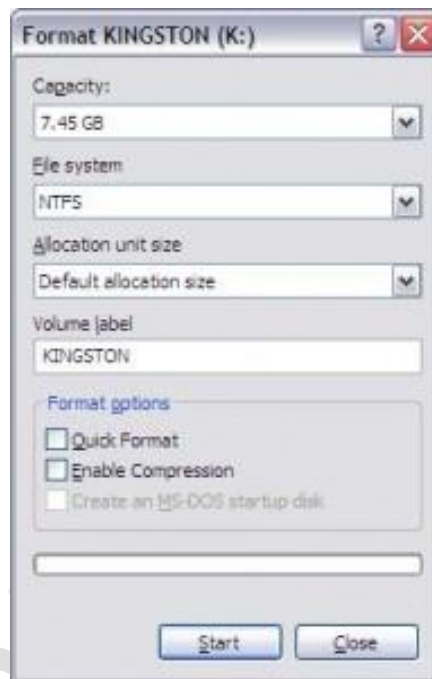 Format KINGSTON (K:)
Capacity:
7.45 GB
File system
NTFS
Allocation unit size
Default allocation size
Volume label
KINGSTON
Format options
Quick Format
Enable Compression
Create an MS-DOS startup disk
Start Close